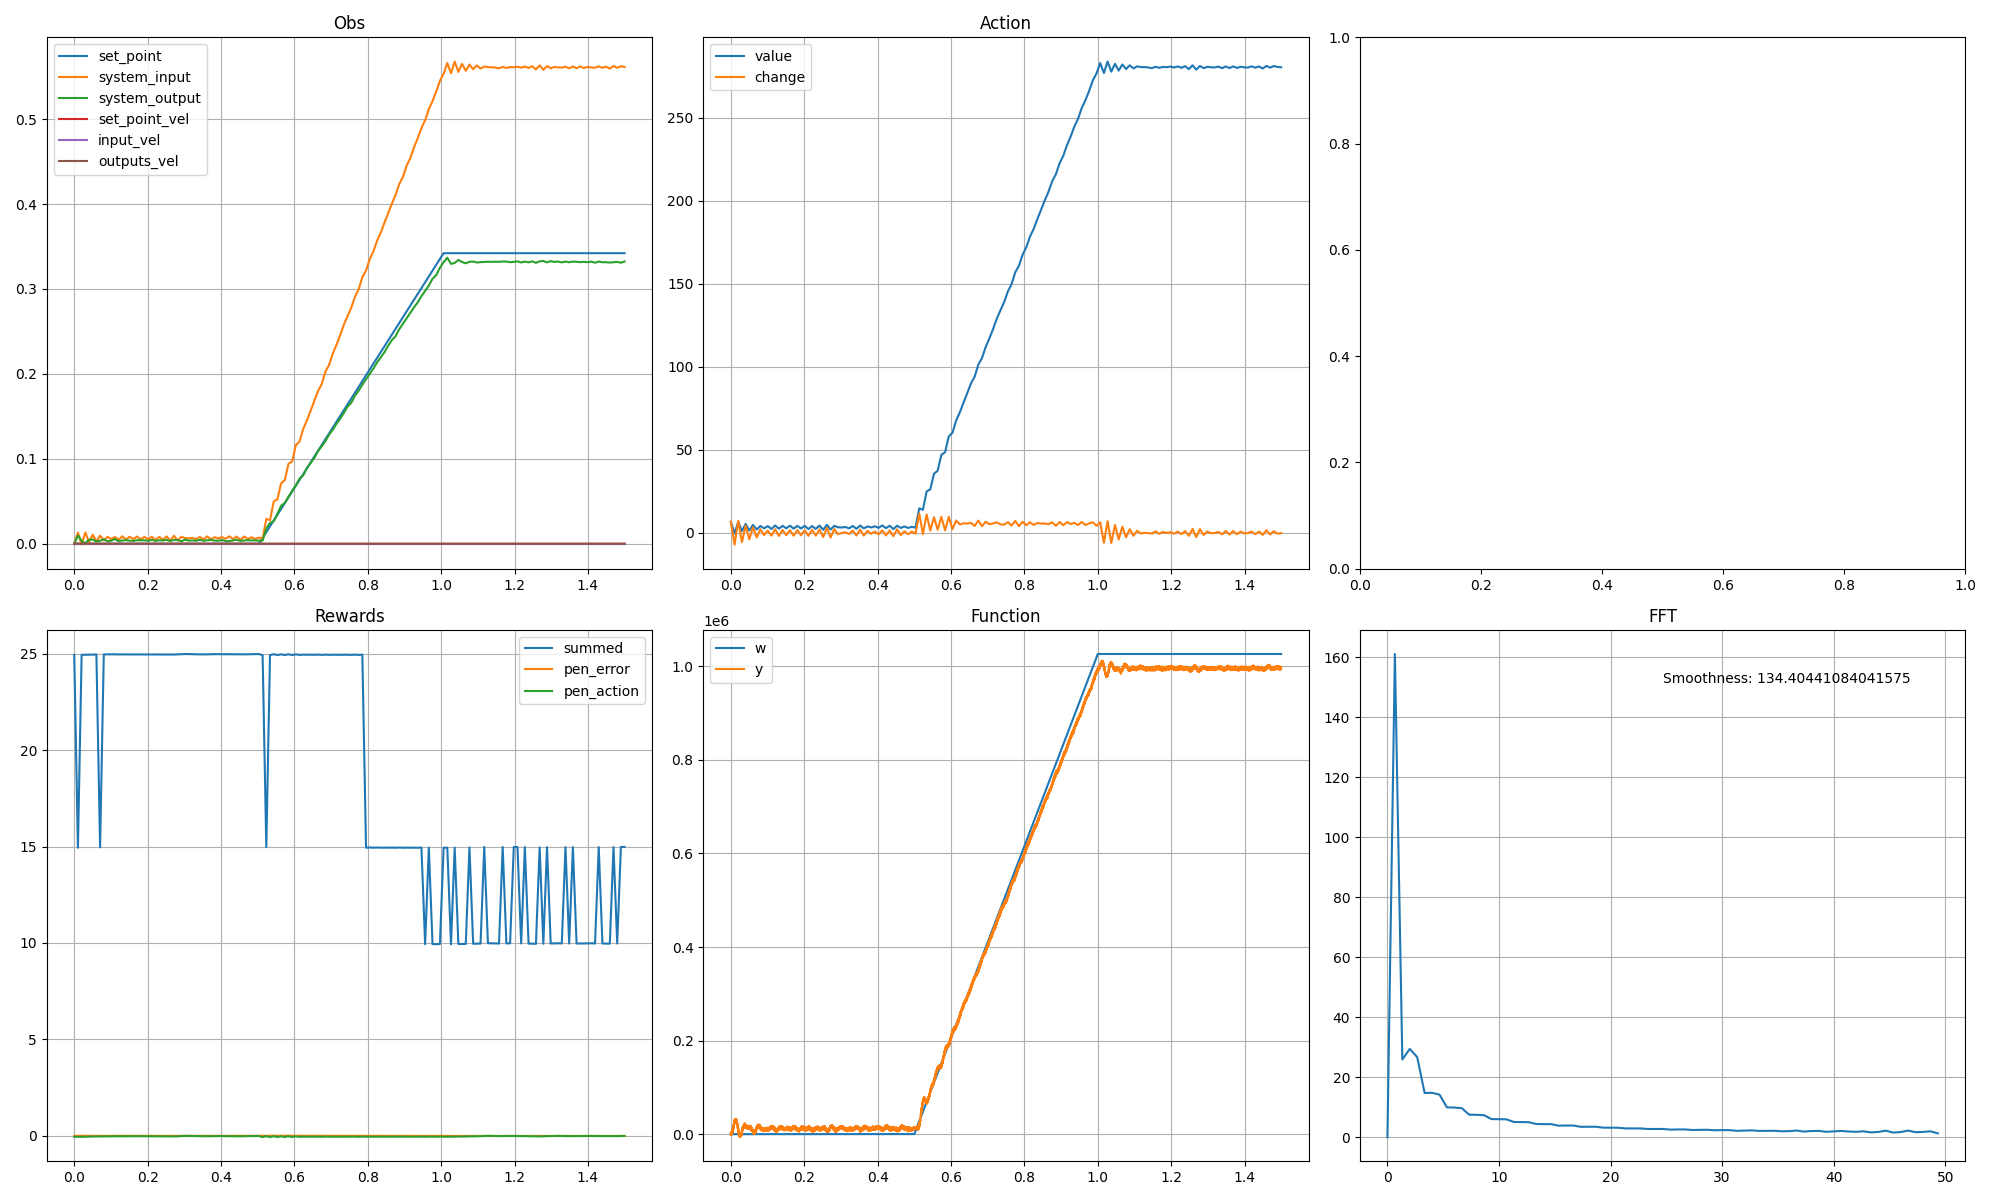 Obs
set_point
system_input
system_output
set_point_vel
input_vel
outputs_vel
0.5
0.4
0.3
0.2
0.1
0.0
0.0 0.2 0.4 0.6 0.8 1.0 1.2 1.4
Action
value
change
250
200
150
100
50
0
0.0 0.2 0.4 0.6 0.8 1.0 1.2 1.4
1.0
0.8
0.6
0.4
0.2
0.0
0.0 0.2 0.4 0.6 0.8 1.0
Rewards
summed
pen_error
pen_action
25
20
15
10
5
0
0.0 0.2 0.4 0.6 0.8 1.0 1.2 1.4
Function
1e6
w
y
1.0
0.8
0.6
0.4
0.2
0.0
0.0 0.2 0.4 0.6 0.8 1.0 1.2 1.4
FFT
Smoothness: 134.40441084041575
160
140
120
100
80
60
40
20
0
0 10 20 30 40 50